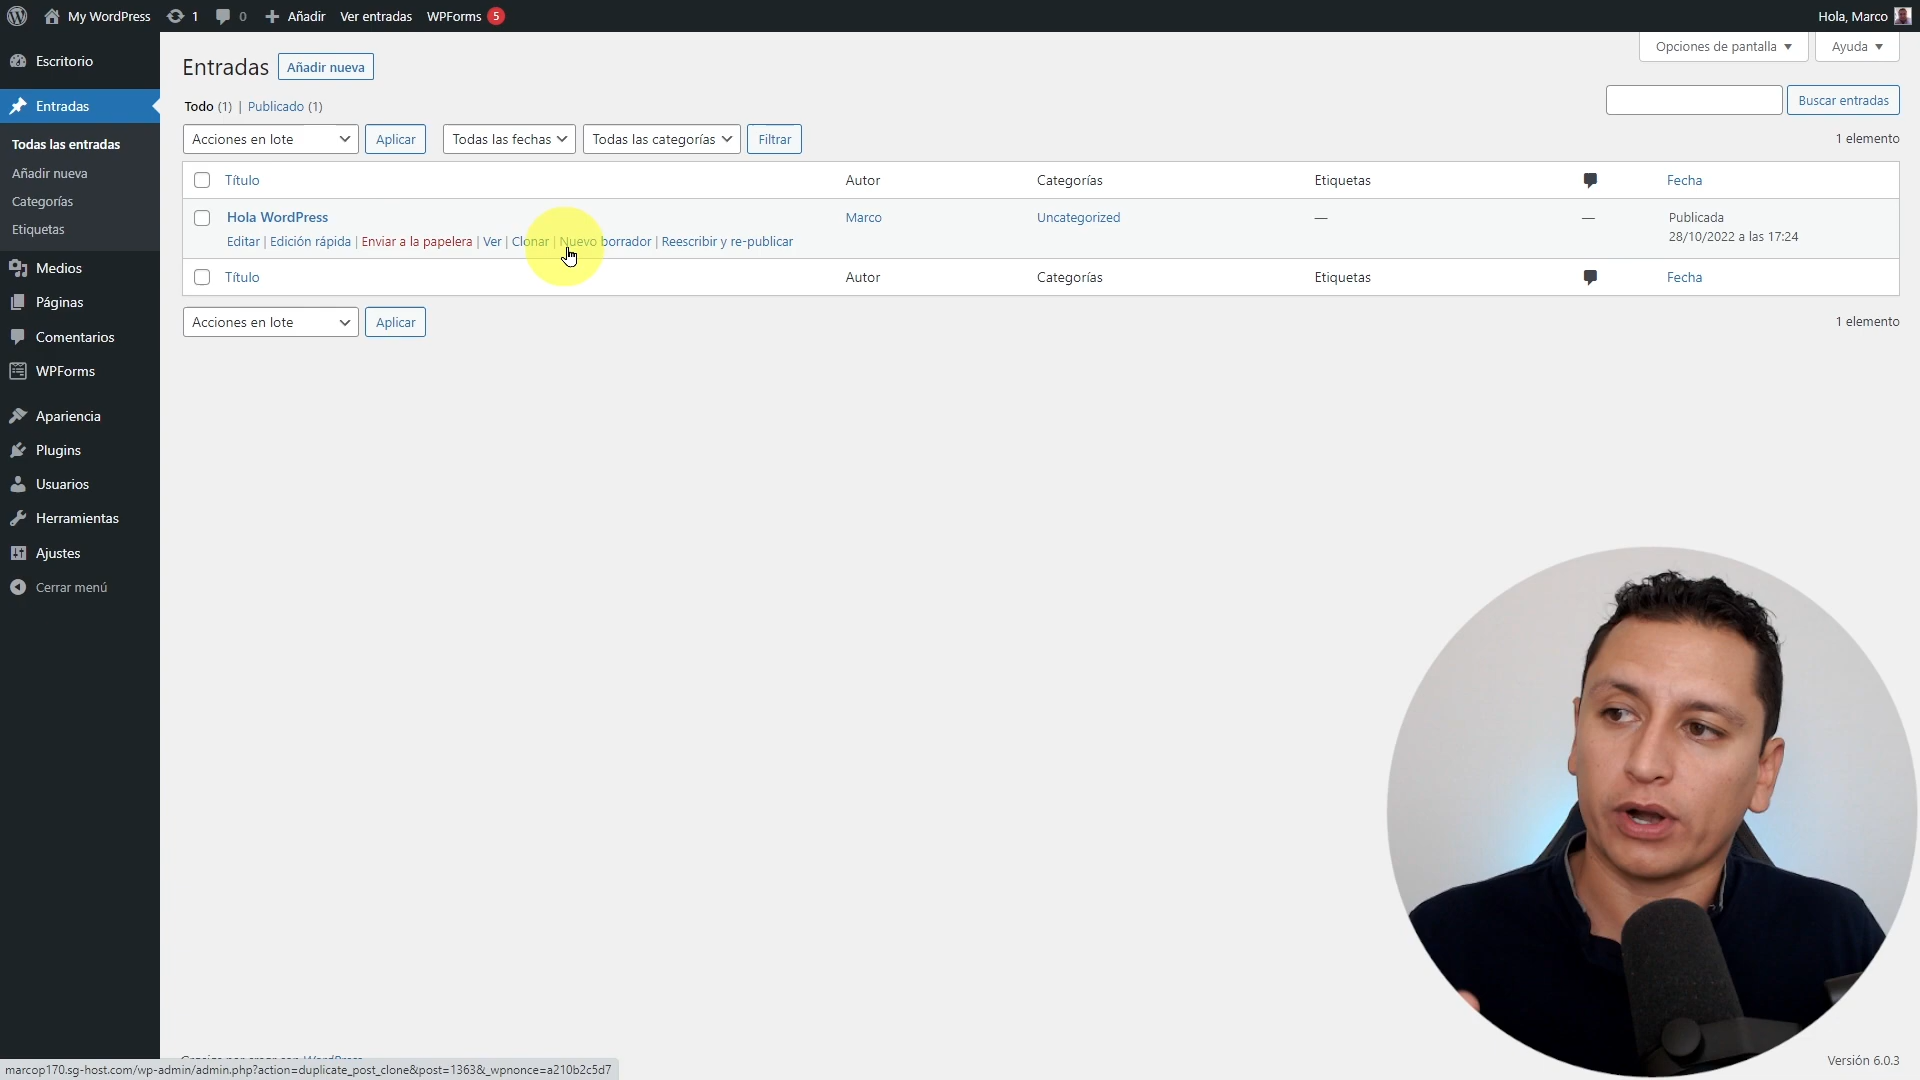 My WordPress 1 0 Añadir Ver entradas WPForms 5 Hola, Marco
Opciones de pantalla Ayuda
Escritorio
Entradas
Todas las entradas
Añadir nueva
Categorías
Etiquetas
Medios
Páginas
Comentarios
WPForms
Apariencia
Plugins
Usuarios
Herramientas
Ajustes
Cerrar menú
Entradas Añadir nueva
Todo (1) | Publicado (1)
Buscar entradas
Acciones en lote Aplicar Todas las fechas Todas las categorías Filtrar 1 elemento
Título Autor Categorías Etiquetas Fecha
Hola WordPress Marco Uncategorized — — Publicada
28/10/2022 a las 17:24
Editar | Edición rápida | Enviar a la papelera | Ver | Clonar | Nuevo borrador | Reescribir y re-publicar
Título Autor Categorías Etiquetas Fecha
Acciones en lote Aplicar 1 elemento
Versión 6.0.3
marcop170.sg-host.com/wp-admin/admin.php?action=duplicate_post_clone&post=1363&_wpnonce=a210b2c5d7